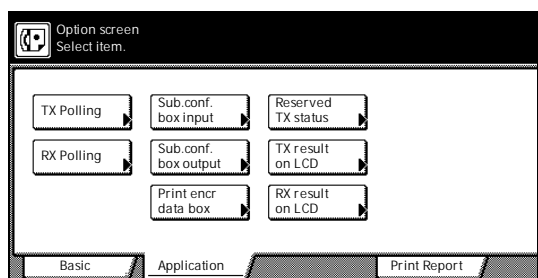 Option screen
Select item.
TX Polling
Sub.conf.
box input
Reserved
TX status
RX Polling
Sub.conf.
box output
TX result
on LCD
Print encr
data box
RX result
on LCD
Basic
Application
Print Report